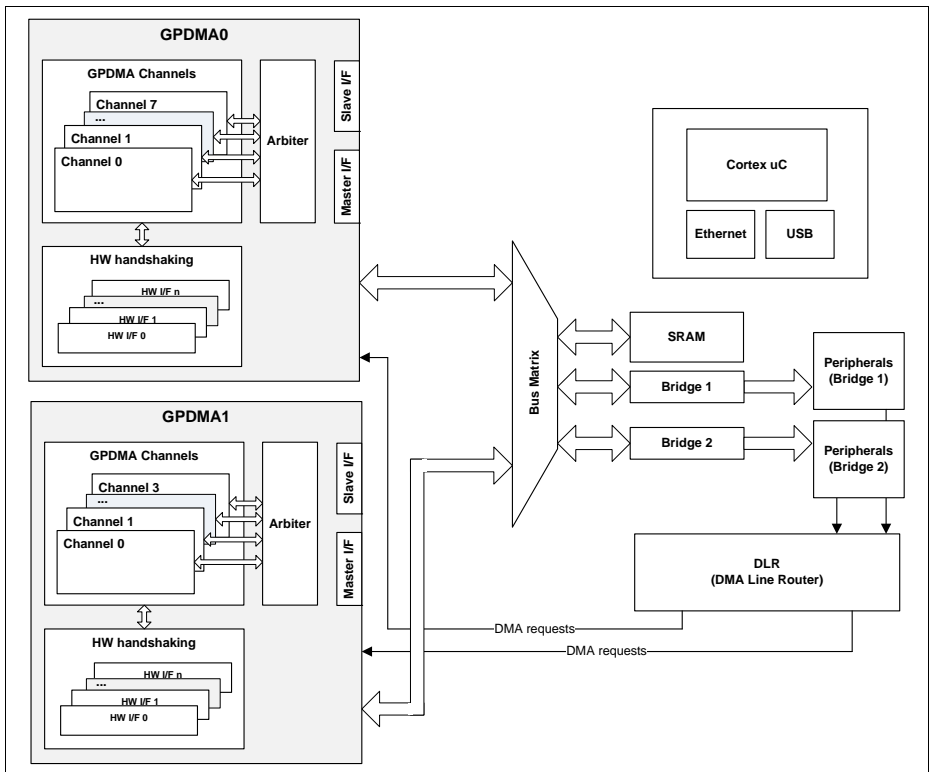 GPDMA0
GPDMA Channels
Channel 7
...
Channel 1
Channel 0
Arbiter
Slave I/F
Master I/F
HW handshaking
HW I/F n
...
HW I/F 1
HW I/F 0
Cortex uC
Ethernet
USB
Bus Matrix
SRAM
Bridge 1
Bridge 2
Peripherals
(Bridge 1)
Peripherals
(Bridge 2)
DLR
(DMA Line Router)
DMA requests
DMA requests
GPDMA1
GPDMA Channels
Channel 3
...
Channel 1
Channel 0
Arbiter
Slave I/F
Master I/F
HW handshaking
HW I/F n
...
HW I/F 1
HW I/F 0